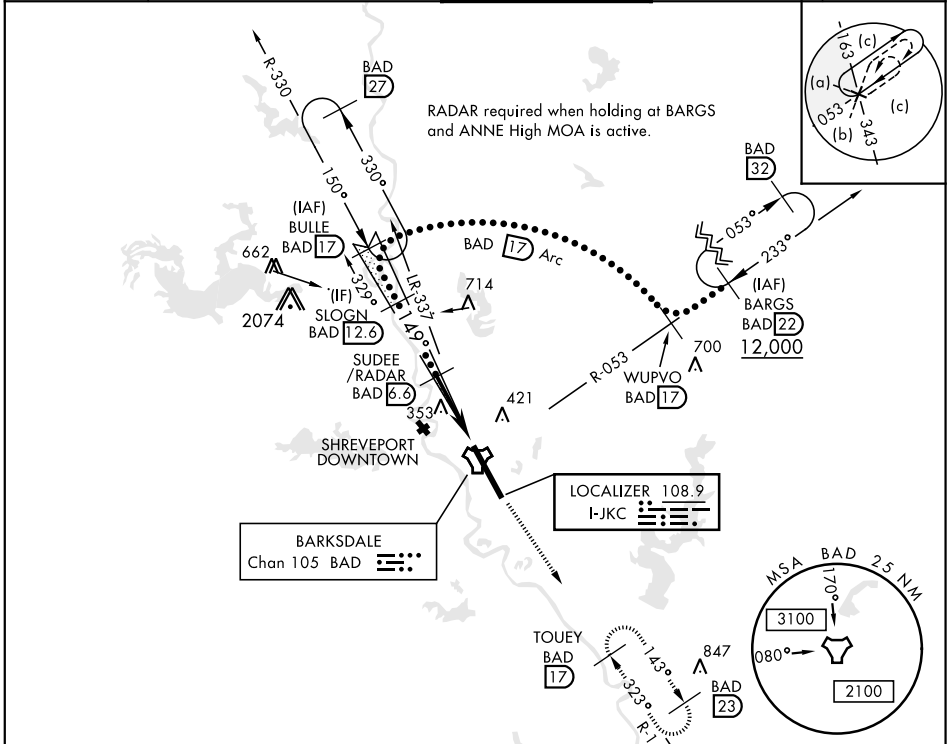 RADAR required when holding at BARGS
and ANNE High MOA is active.
R-330
BAD
27
330°
150°
(IAF)
BULLE
BAD 17
662
2074
329°
(IF)
SLOGN
BAD 12.6
149°
LR-337
714
BAD 17 Arc
SUDEE
/RADAR
BAD 6.6
353
421
SHREVEPORT
DOWNTOWN
R-053
WUPVO
BAD 17
700
BAD
32
053°
233°
(IAF)
BARGS
BAD 22
12,000
163
(c)
(a)
053
(b)
343
(c)
LOCALIZER 108.9
I-JKC
BARKSDALE
Chan 105 BAD
TOUEY
BAD
17
143°
323°
847
BAD
23
MSA BAD 25 NM
170°
3100
080°
2100